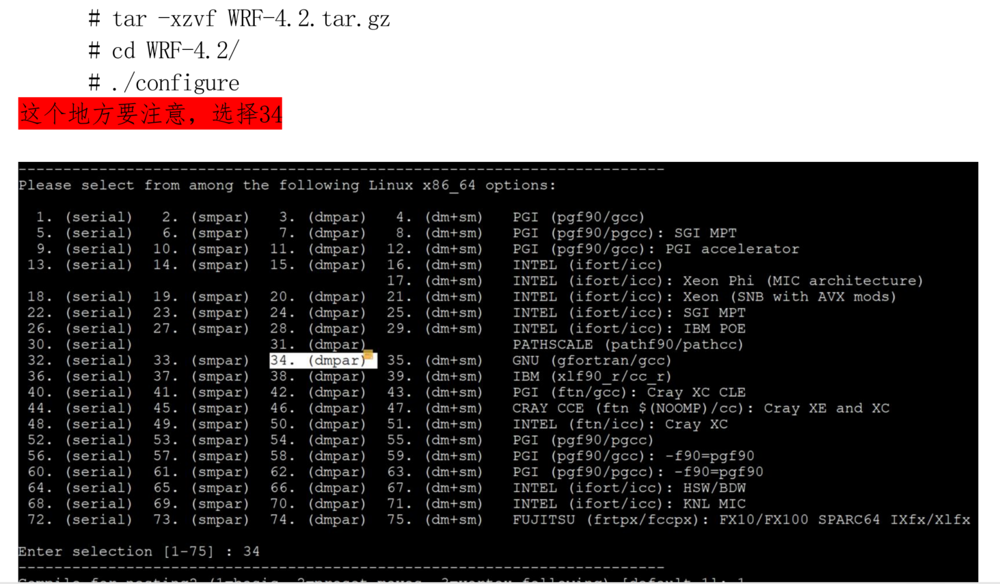 # tar -xzvf WRF-4.2.tar.gz
# cd WRF-4.2/
# ./configure
这个地方要注意，选择34
--------------------------------------------------------------------------
Please select from among the following Linux x86_64 options:
1. (serial) 2. (smpar) 3. (dmpar) 4. (dm+sm) PGI (pgf90/gcc)
5. (serial) 6. (smpar) 7. (dmpar) 8. (dm+sm) PGI (pgf90/pgcc): SGI MPT
9. (serial) 10. (smpar) 11. (dmpar) 12. (dm+sm) PGI (pgf90/gcc): PGI accelerator
13. (serial) 14. (smpar) 15. (dmpar) 16. (dm+sm) INTEL (ifort/icc)
17. (dm+sm) INTEL (ifort/icc): Xeon Phi (MIC architecture)
18. (serial) 19. (smpar) 20. (dmpar) 21. (dm+sm) INTEL (ifort/icc): Xeon (SNB with AVX mods)
22. (serial) 23. (smpar) 24. (dmpar) 25. (dm+sm) INTEL (ifort/icc): SGI MPT
26. (serial) 27. (smpar) 28. (dmpar) 29. (dm+sm) INTEL (ifort/icc): IBM POE
30. (serial) 31. (dmpar) PATHSCALE (pathf90/pathcc)
32. (serial) 33. (smpar) 34. (dmpar) 35. (dm+sm) GNU (gfortran/gcc)
36. (serial) 37. (smpar) 38. (dmpar) 39. (dm+sm) IBM (xlf90_r/cc_r)
40. (serial) 41. (smpar) 42. (dmpar) 43. (dm+sm) PGI (ftn/gcc): Cray XC CLE
44. (serial) 45. (smpar) 46. (dmpar) 47. (dm+sm) CRAY CCE (ftn $(NOOMP)/cc): Cray XE and XC
48. (serial) 49. (smpar) 50. (dmpar) 51. (dm+sm) INTEL (ftn/icc): Cray XC
52. (serial) 53. (smpar) 54. (dmpar) 55. (dm+sm) PGI (pgf90/pgcc)
56. (serial) 57. (smpar) 58. (dmpar) 59. (dm+sm) PGI (pgf90/gcc): -f90=pgf90
60. (serial) 61. (smpar) 62. (dmpar) 63. (dm+sm) PGI (pgf90/pgcc): -f90=pgf90
64. (serial) 65. (smpar) 66. (dmpar) 67. (dm+sm) INTEL (ifort/icc): HSW/BDW
68. (serial) 69. (smpar) 70. (dmpar) 71. (dm+sm) INTEL (ifort/icc): KNL MIC
72. (serial) 73. (smpar) 74. (dmpar) 75. (dm+sm) FUJITSU (frtpx/fccpx): FX10/FX100 SPARC64 IXfx/Xlfx
Enter selection [1-75] : 34
--------------------------------------------------------------------------
Compile for nesting? (1=basic, 2=preset moves, 3=vortex following) [default 1]: 1